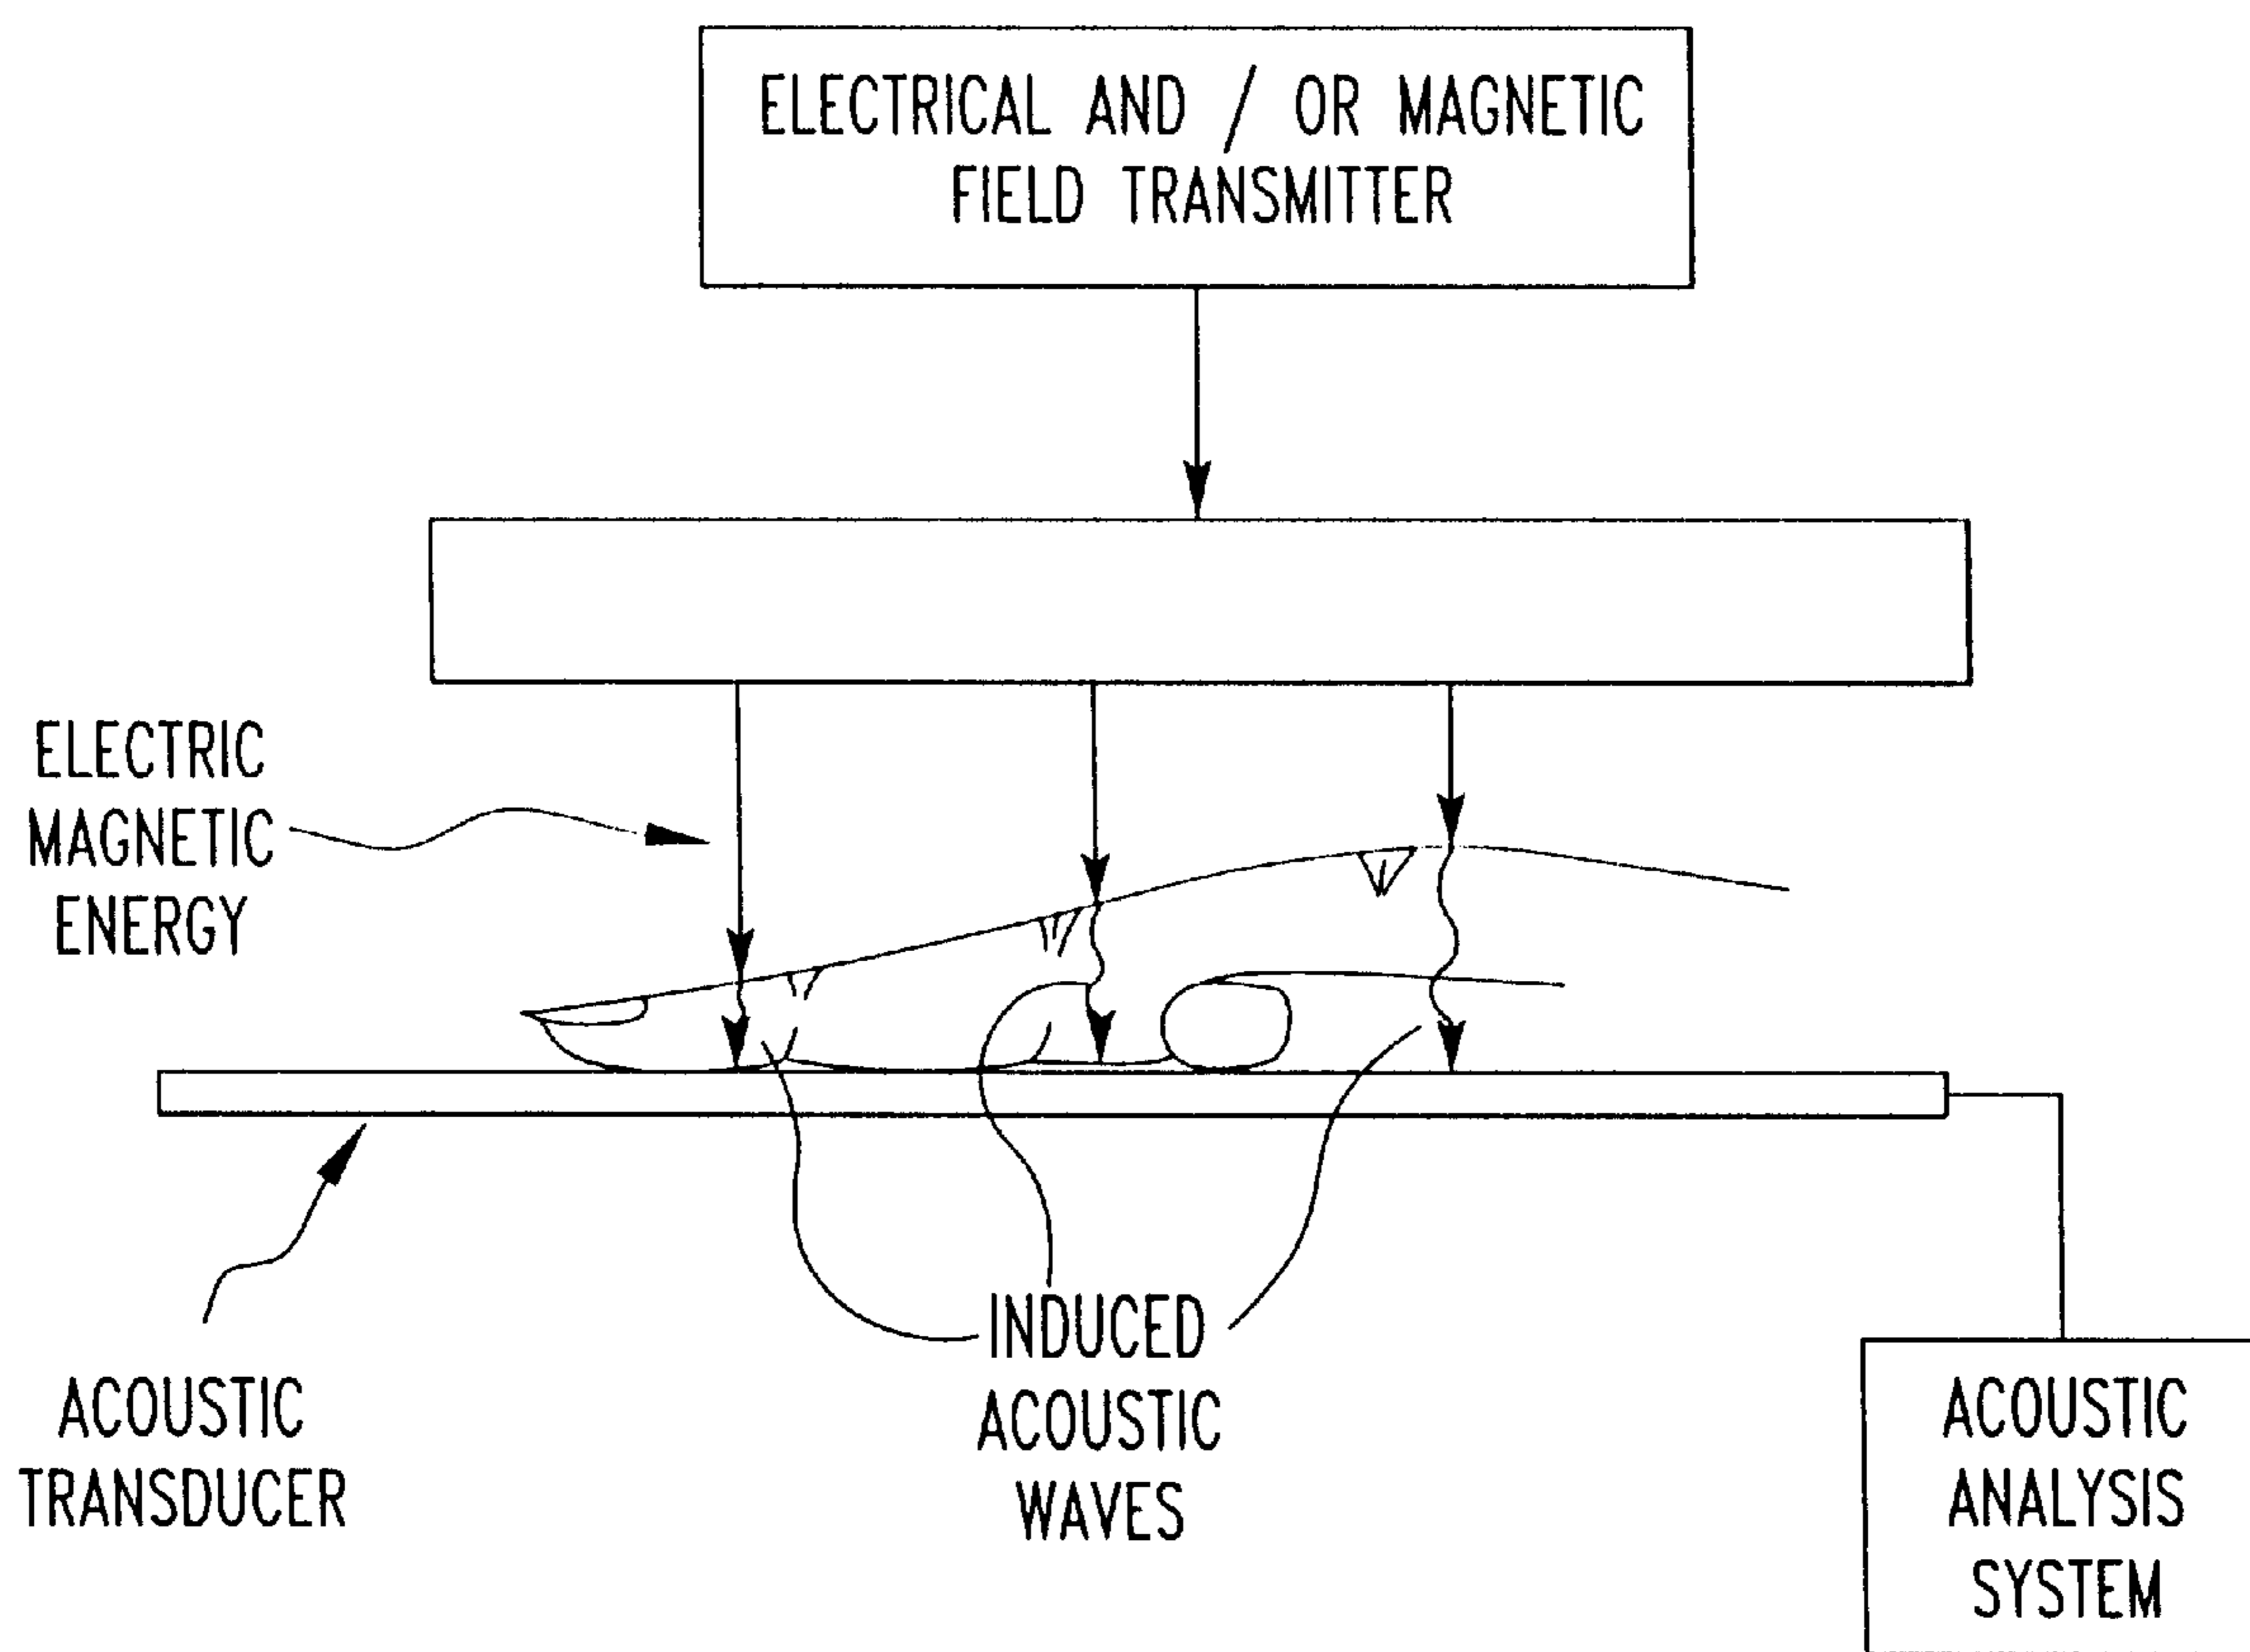 ELECTRICAL AND / OR MAGNETIC
FIELD TRANSMITTER
ELECTRIC
MAGNETIC
ENERGY
ACOUSTIC
TRANSDUCER
INDUCED
ACOUSTIC
WAVES
ACOUSTIC
ANALYSIS
SYSTEM